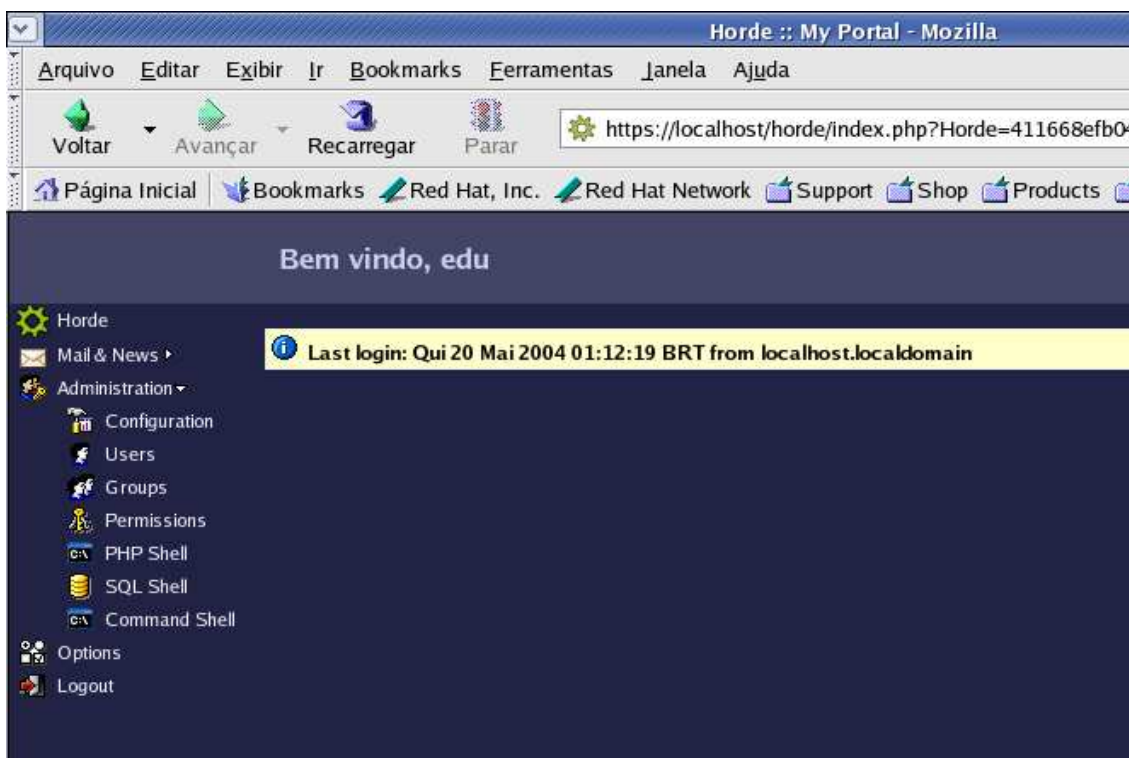 Horde :: My Portal - Mozilla
Arquivo Editar Exibir Ir Bookmarks Ferramentas Janela Ajuda
Voltar Avançar Recarregar Parar https://localhost/horde/index.php?Horde=411668efb04
Página Inicial Bookmarks Red Hat, Inc. Red Hat Network Support Shop Products
Bem vindo, edu
Horde
Mail & News
Last login: Qui 20 Mai 2004 01:12:19 BRT from localhost.localdomain
Administration
Configuration
Users
Groups
Permissions
C:\ PHP Shell
SQL Shell
C:\ Command Shell
Options
Logout